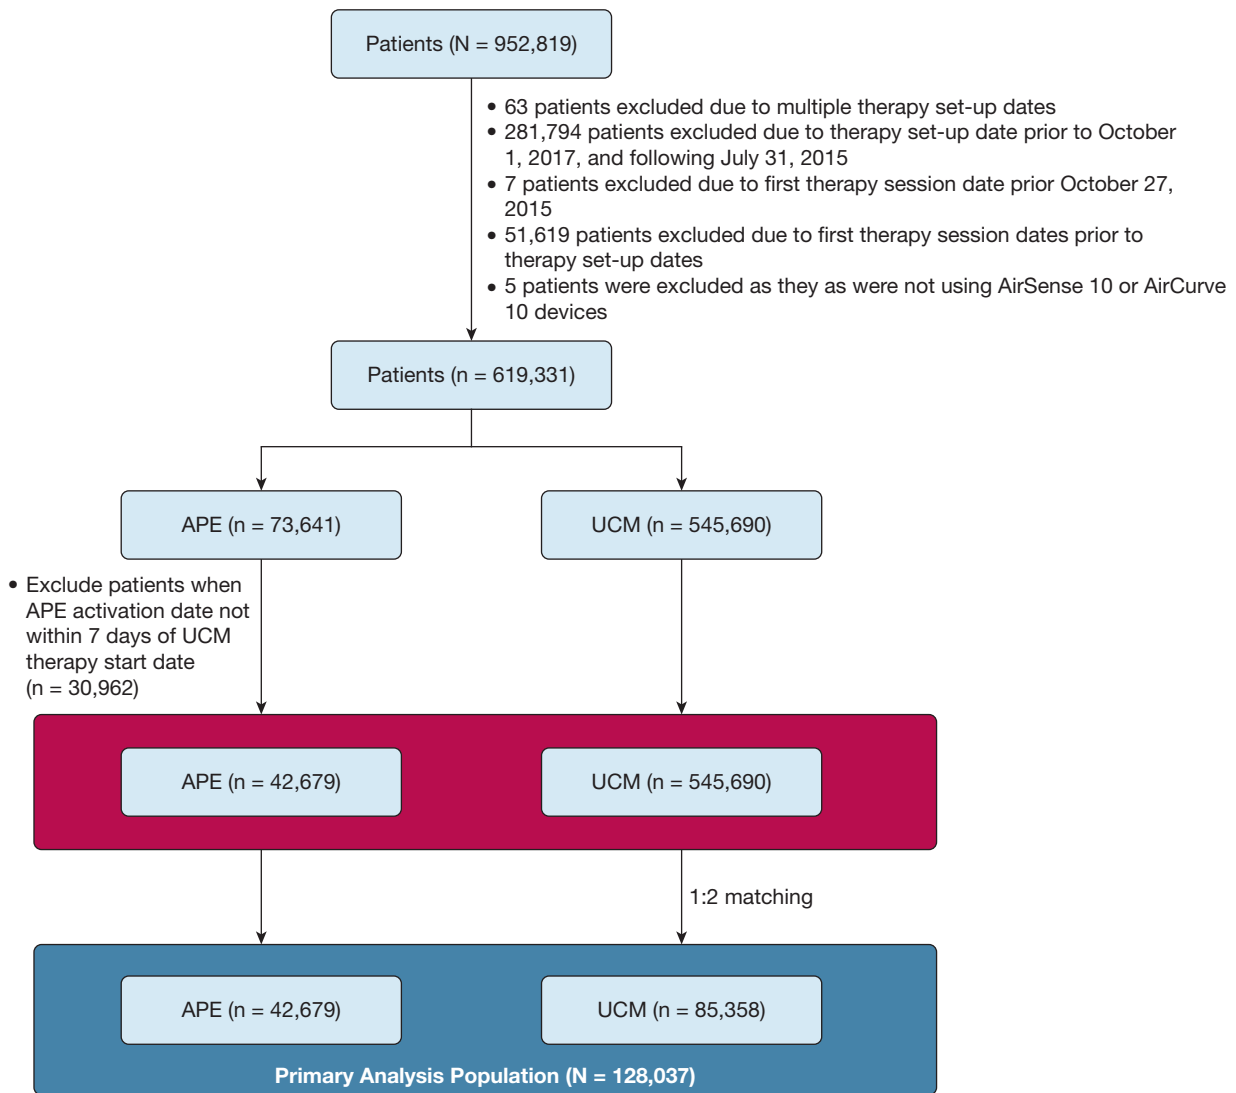 Patients (N = 952,819)
• 63 patients excluded due to multiple therapy set-up dates
• 281,794 patients excluded due to therapy set-up date prior to October
1, 2017, and following July 31, 2015
• 7 patients excluded due to first therapy session date prior October 27,
2015
• 51,619 patients excluded due to first therapy session dates prior to
therapy set-up dates
• 5 patients were excluded as they as were not using AirSense 10 or AirCurve
10 devices
Patients (n = 619,331)
APE (n = 73,641)
UCM (n = 545,690)
• Exclude patients when
APE activation date not
within 7 days of UCM
therapy start date
(n = 30,962)
APE (n = 42,679)
UCM (n = 545,690)
1:2 matching
APE (n = 42,679)
UCM (n = 85,358)
Primary Analysis Population (N = 128,037)